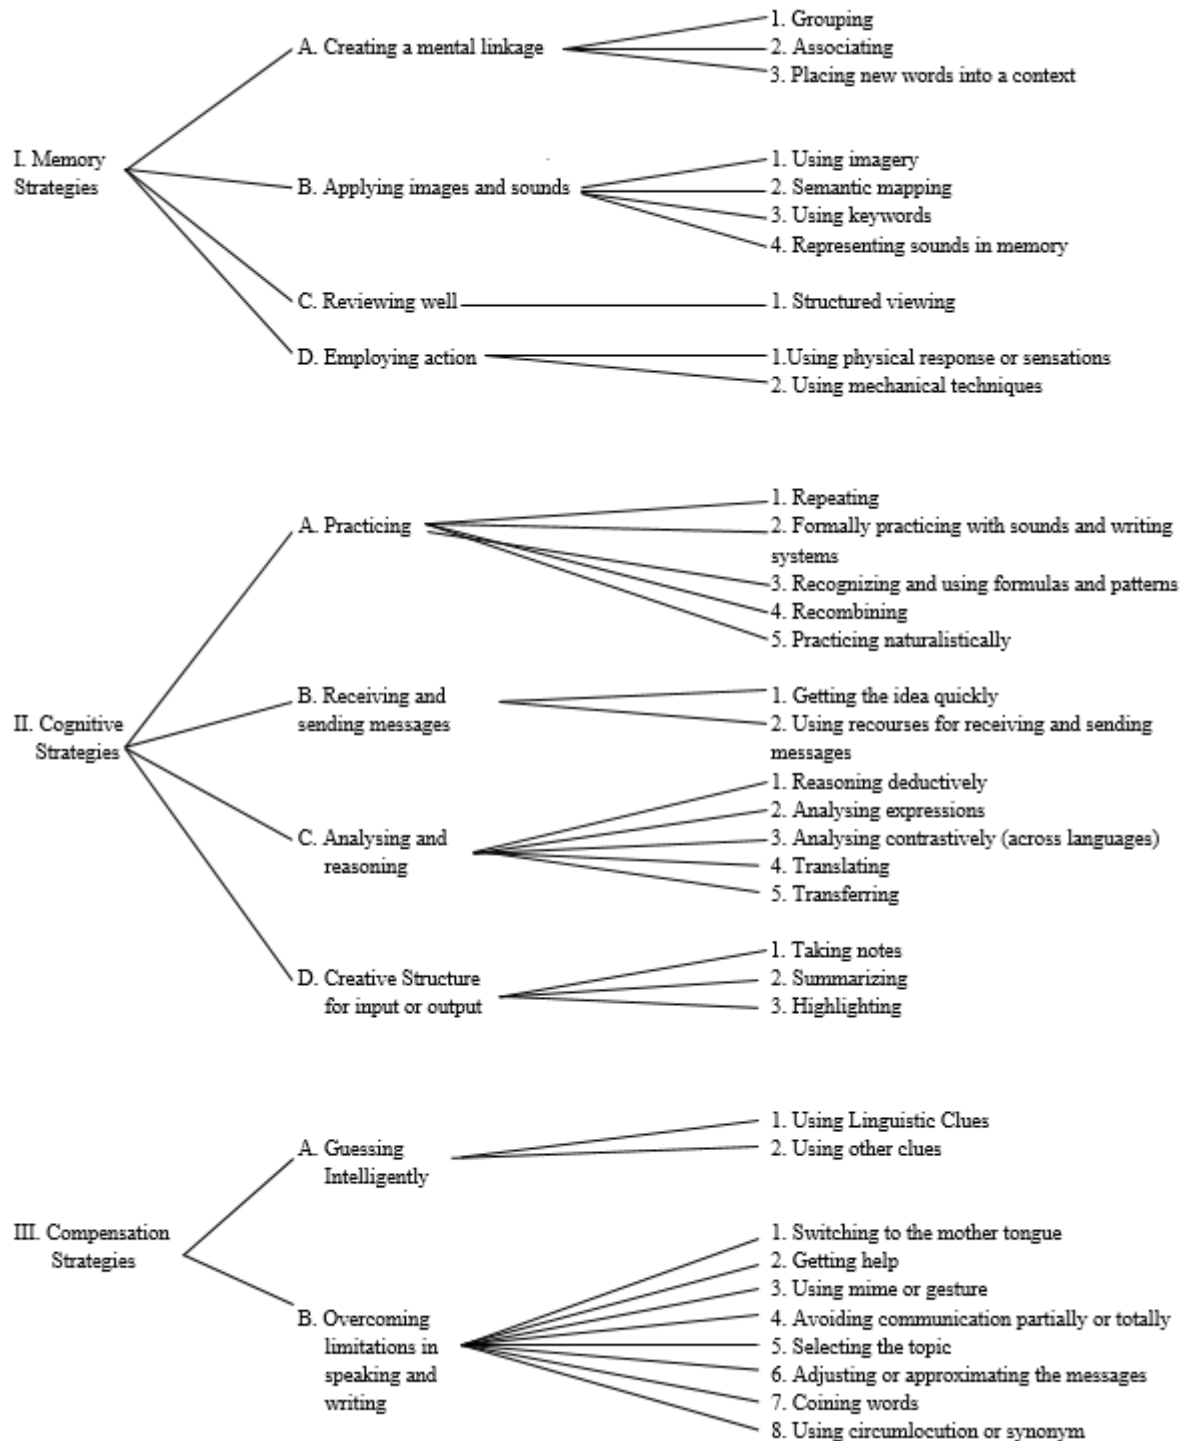 1. Grouping
A. Creating a mental linkage
2. Associating
3. Placing new words into a context
I. Memory
Strategies
1. Using imagery
B. Applying images and sounds
2. Semantic mapping
3. Using keywords
4. Representing sounds in memory
C. Reviewing well
1. Structured viewing
D. Employing action
1.Using physical response or sensations
2. Using mechanical techniques
1. Repeating
A. Practicing
2. Formally practicing with sounds and writing
systems
3. Recognizing and using formulas and patterns
4. Recombining
5. Practicing naturalistically
B. Receiving and
sending messages
1. Getting the idea quickly
2. Using recourses for receiving and sending
messages
II. Cognitive
Strategies
1. Reasoning deductively
2. Analysing expressions
C. Analysing and
reasoning
3. Analysing contrastively (across languages)
4. Translating
5. Transferring
1. Taking notes
D. Creative Structure
for input or output
2. Summarizing
3. Highlighting
1. Using Linguistic Clues
A. Guessing
Intelligently
2. Using other clues
III. Compensation
Strategies
1. Switching to the mother tongue
2. Getting help
3. Using mime or gesture
B. Overcoming
limitations in
speaking and
writing
4. Avoiding communication partially or totally
5. Selecting the topic
6. Adjusting or approximating the messages
7. Coining words
8. Using circumlocution or synonym